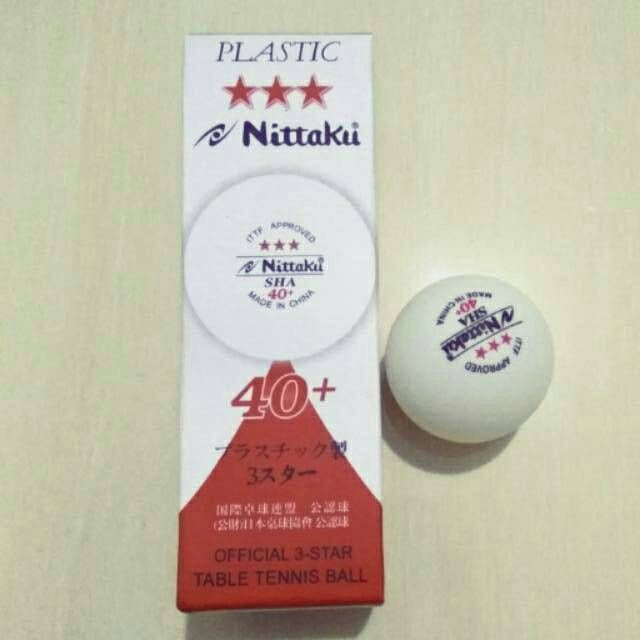 PLASTIC
★★★
Nittaku®
ITTF APPROVED
★★★
Nittaku
SHA
40+
MADE IN CHINA
40+
プラスチック製
3スター
国際卓球連盟 公認球
(公財)日本卓球協會公認球
OFFICIAL 3-STAR
TABLE TENNIS BALL
ITTF APPROVED
★★★
Nittaku
SHA
40+
MADE IN CHINA